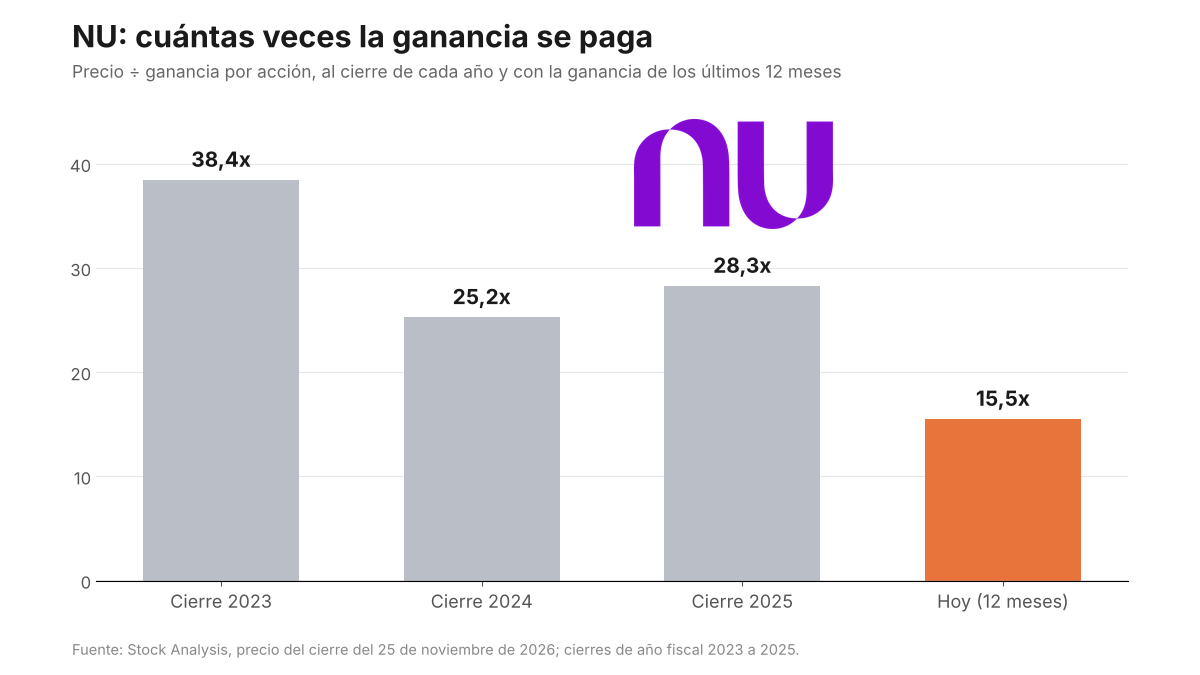 NU: cuántas veces la ganancia se paga
Precio ÷ ganancia por acción, al cierre de cada año y con la ganancia de los últimos 12 meses
nu
40
30
20
10
0
38,4x
25,2x
28,3x
15,5x
Cierre 2023
Cierre 2024
Cierre 2025
Hoy (12 meses)
Fuente: Stock Analysis, precio del cierre del 25 de noviembre de 2026; cierres de año fiscal 2023 a 2025.